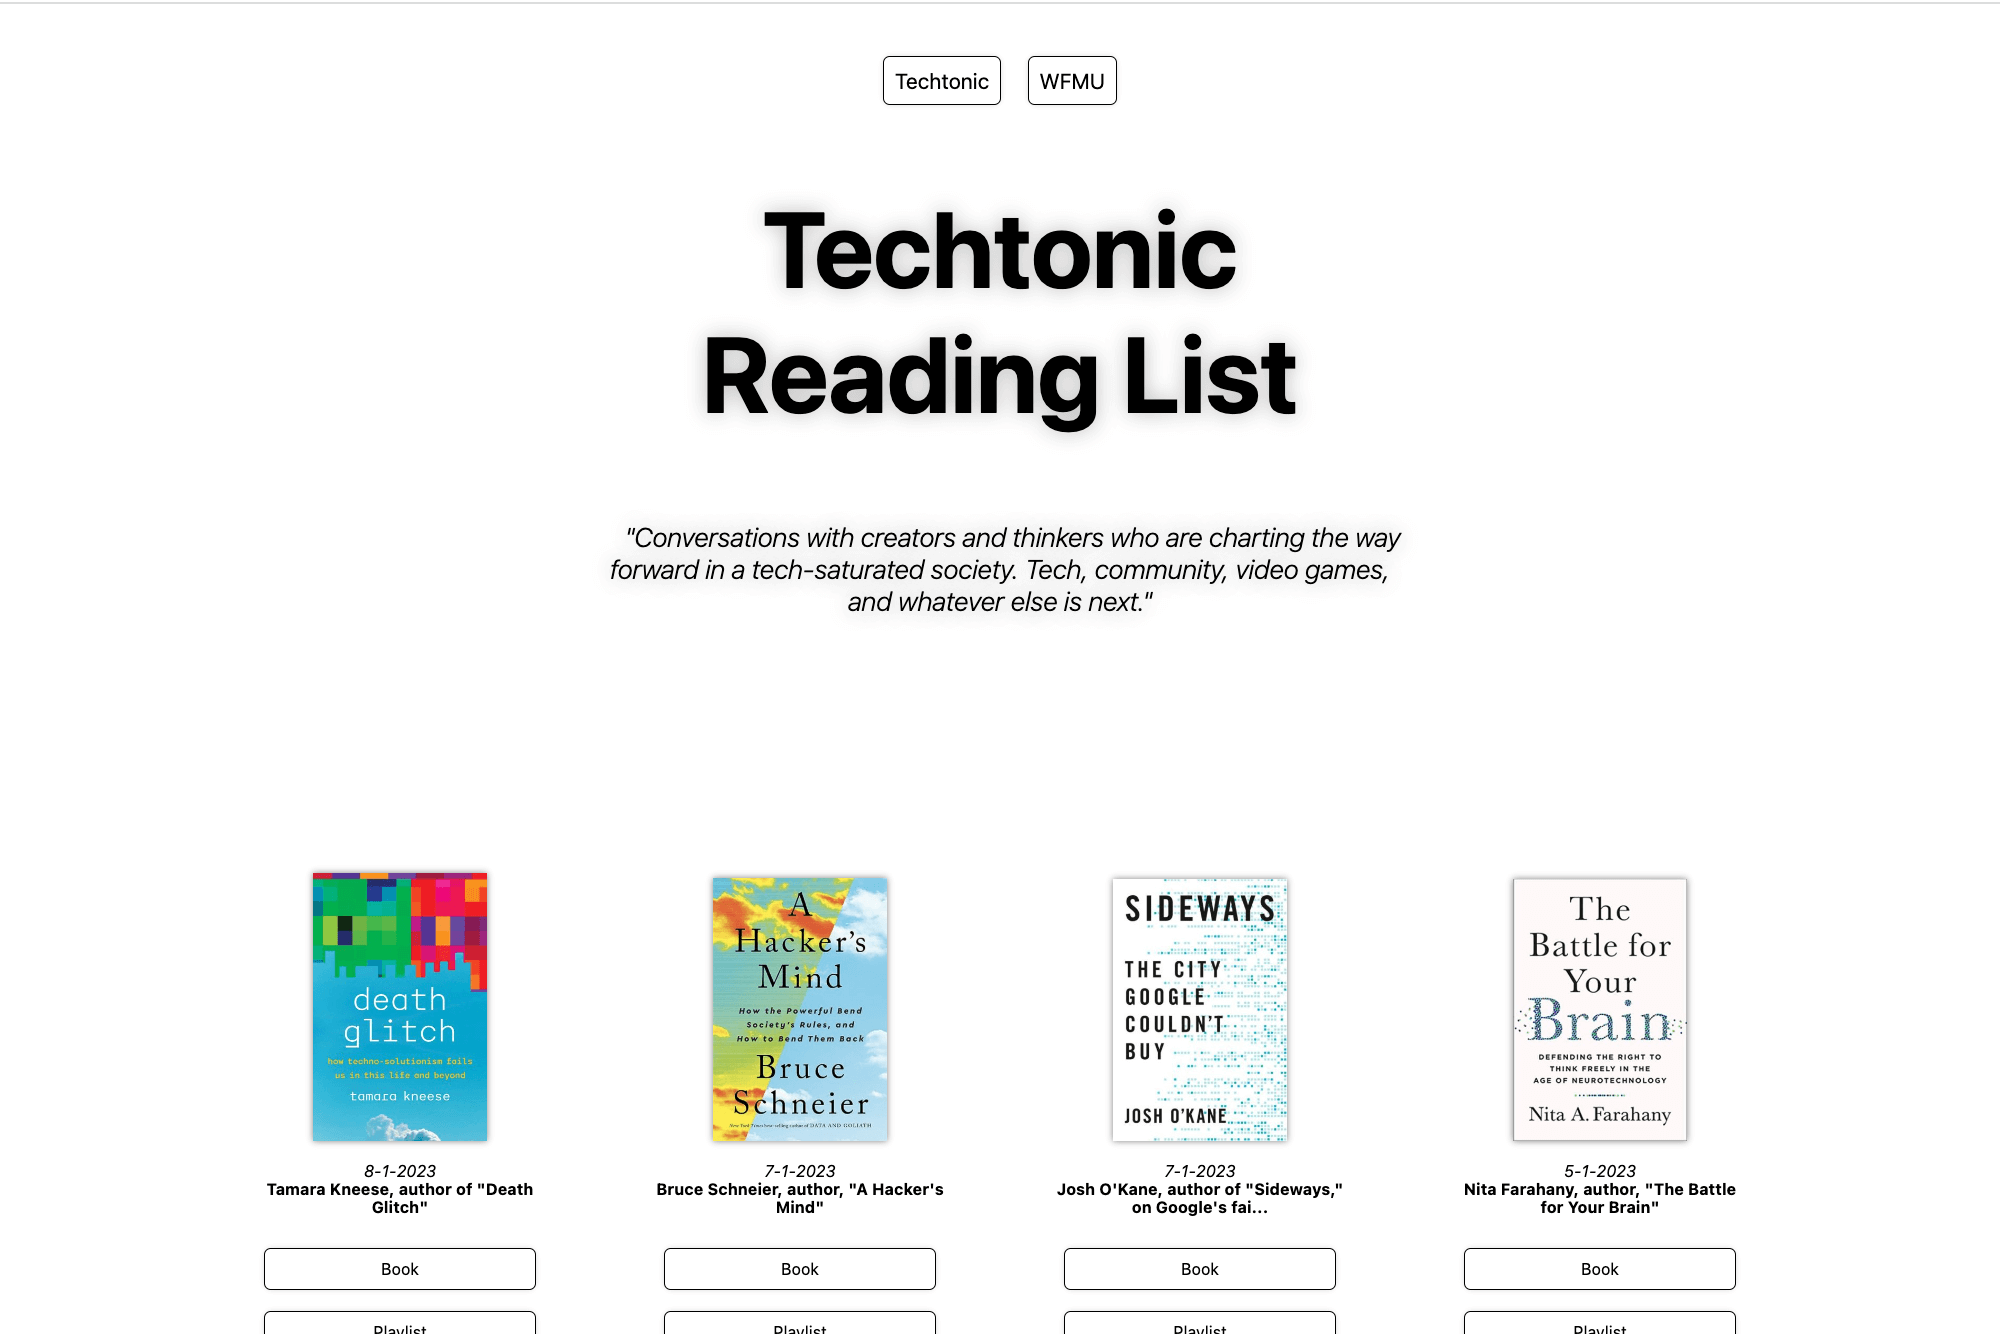 Techtonic
WFMU
Techtonic
Reading List
"Conversations with creators and thinkers who are charting the way
forward in a tech-saturated society. Tech, community, video games,
and whatever else is next."
death
glitch
how techno-solutionism fails
us in this life and beyond
tamara kneese
8-1-2023
Tamara Kneese, author of "Death
Glitch"
Book
Playlist
A
Hacker's
Mind
How the Powerful Bend
Society's Rules, and
How to Bend Them Back
Bruce
Schneier
New York Times best-selling author of DATA AND GOLIATH
7-1-2023
Bruce Schneier, author, "A Hacker's
Mind"
Book
Playlist
SIDEWAYS
THE CITY
GOOGLE
COULDN'T
BUY
JOSH O'KANE
7-1-2023
Josh O'Kane, author of "Sideways,"
on Google's fai...
Book
Playlist
The
Battle for
Your
Brain
DEFENDING THE RIGHT TO
THINK FREELY IN THE
AGE OF NEUROTECHNOLOGY
Nita A. Farahany
5-1-2023
Nita Farahany, author, "The Battle
for Your Brain"
Book
Playlist